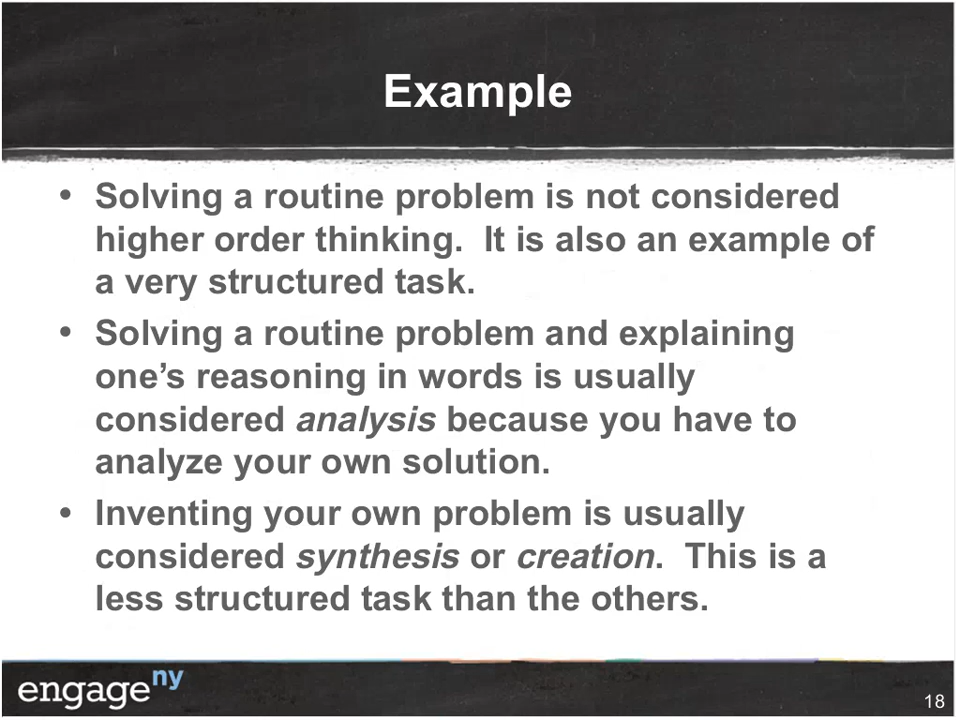 Example
• Solving a routine problem is not considered
higher order thinking.  It is also an example of
a very structured task.
• Solving a routine problem and explaining
one’s reasoning in words is usually
considered analysis because you have to
analyze your own solution.
• Inventing your own problem is usually
considered synthesis or creation.  This is a
less structured task than the others.
engageny
18